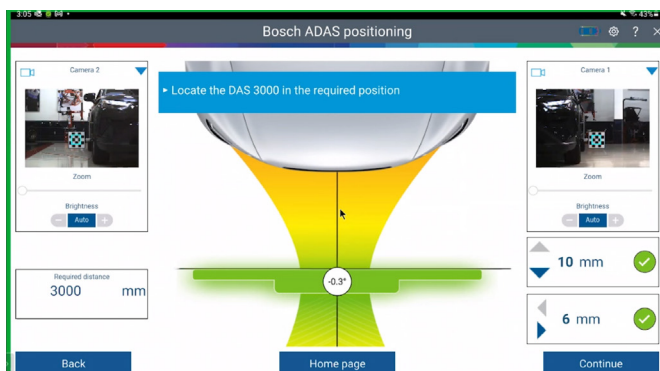 3:05
43%
Bosch ADAS positioning
?
Camera 2
Locate the DAS 3000 in the required position
Camera 1
Zoom
Zoom
Brightness
Brightness
Auto
Auto
-0.3°
Required distance
3000 mm
10 mm
6 mm
Back
Home page
Continue